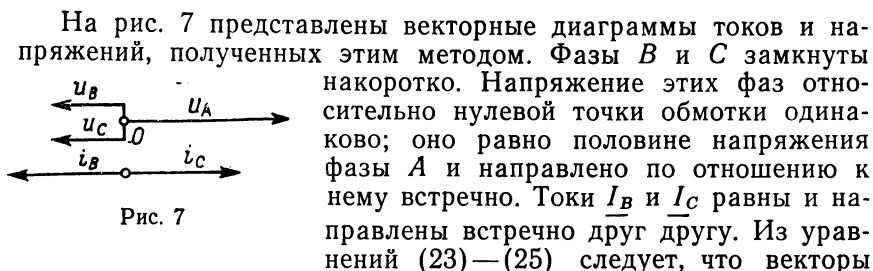 На рис. 7 представлены векторные диаграммы токов и на-
пряжений, полученных этим методом. Фазы B и C замкнуты
накоротко. Напряжение этих фаз отно-
сительно нулевой точки обмотки одина-
ково; оно равно половине напряжения
фазы A и направлено по отношению к
нему встречно. Токи I_B и I_C равны и на-
правлены встречно друг другу. Из урав-
нений (23)—(25) следует, что векторы
u_B
u_A
u_C
O
i_B
i_C
Рис. 7